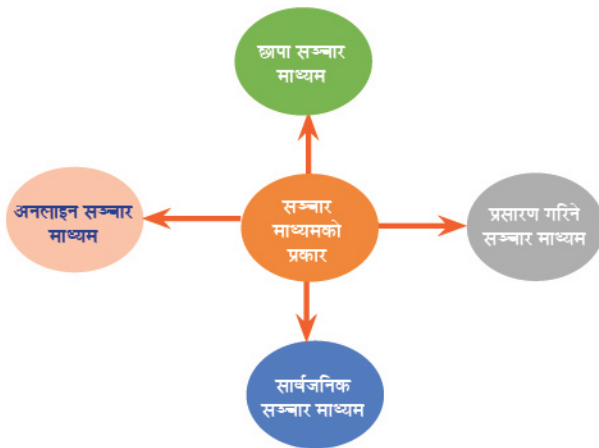 छापा सञ्चार
माध्यम
अनलाइन सञ्चार
माध्यम
सञ्चार
माध्यमको
प्रकार
प्रसारण गरिने
सञ्चार माध्यम
सार्वजनिक
सञ्चार माध्यम